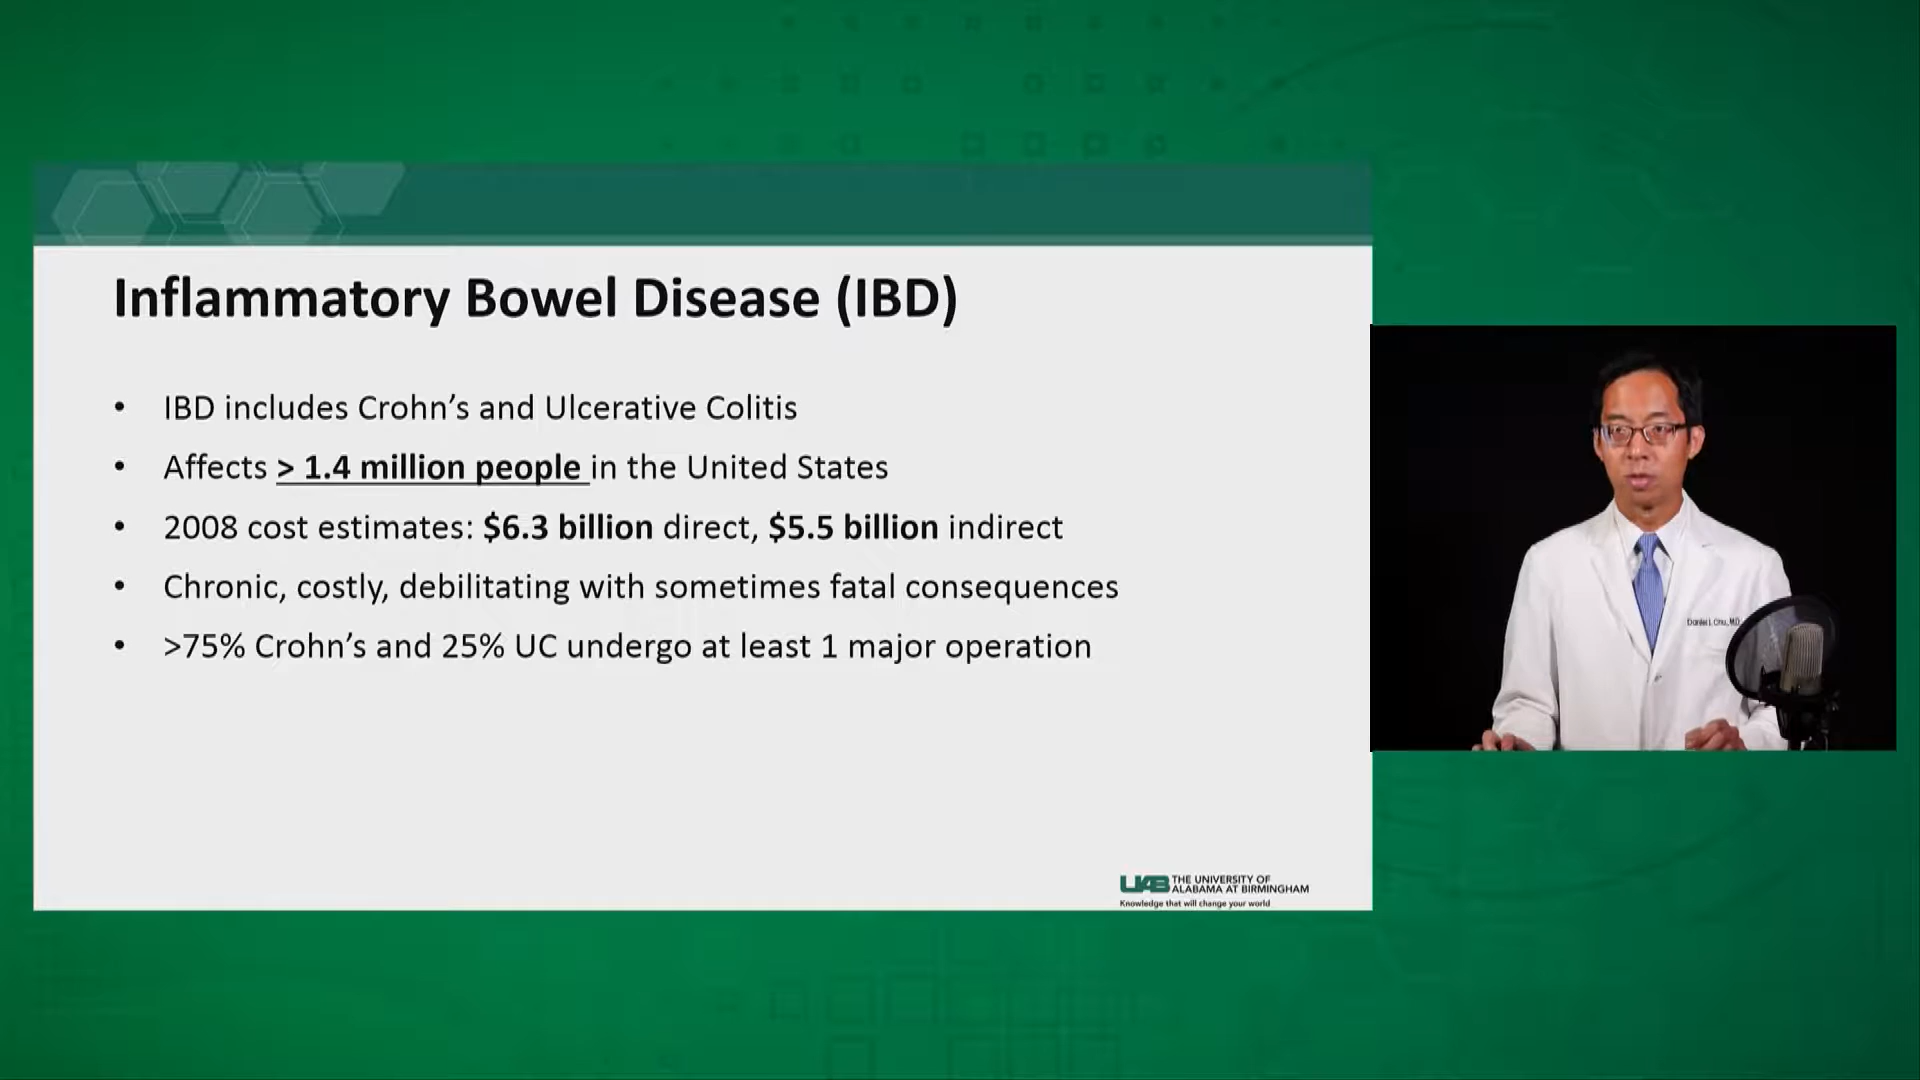 Inflammatory Bowel Disease (IBD)
• IBD includes Crohn’s and Ulcerative Colitis
• Affects > 1.4 million people in the United States
• 2008 cost estimates: $6.3 billion direct, $5.5 billion indirect
• Chronic, costly, debilitating with sometimes fatal consequences
• >75% Crohn’s and 25% UC undergo at least 1 major operation
Daniel I. Chu, M.D.
UAB THE UNIVERSITY OF
ALABAMA AT BIRMINGHAM
Knowledge that will change your world